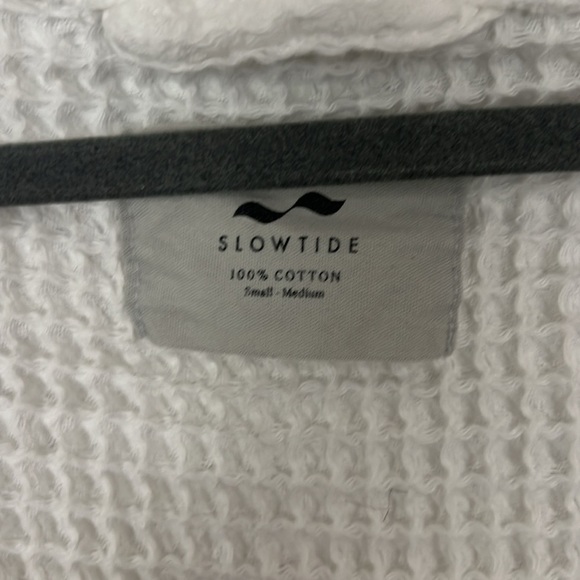 SLOWTIDE
100% COTTON
Small · Medium